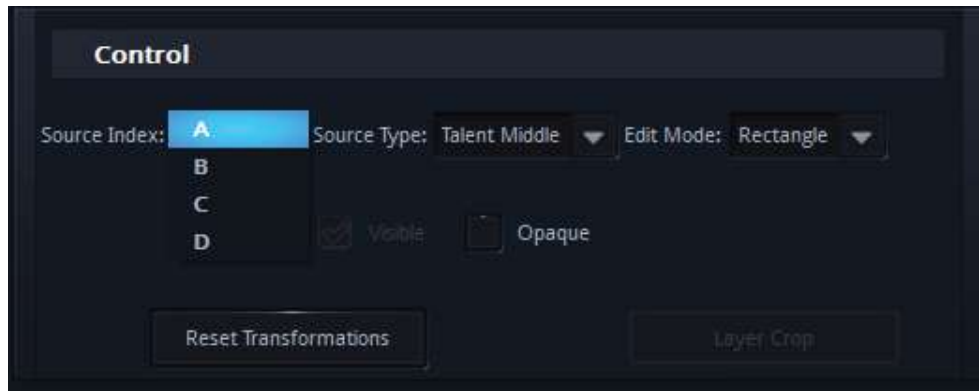 Control
Source Index: A Source Type: Talent Middle Edit Mode: Rectangle
B
C
D
Visible Opaque
Reset Transformations Layer Crop